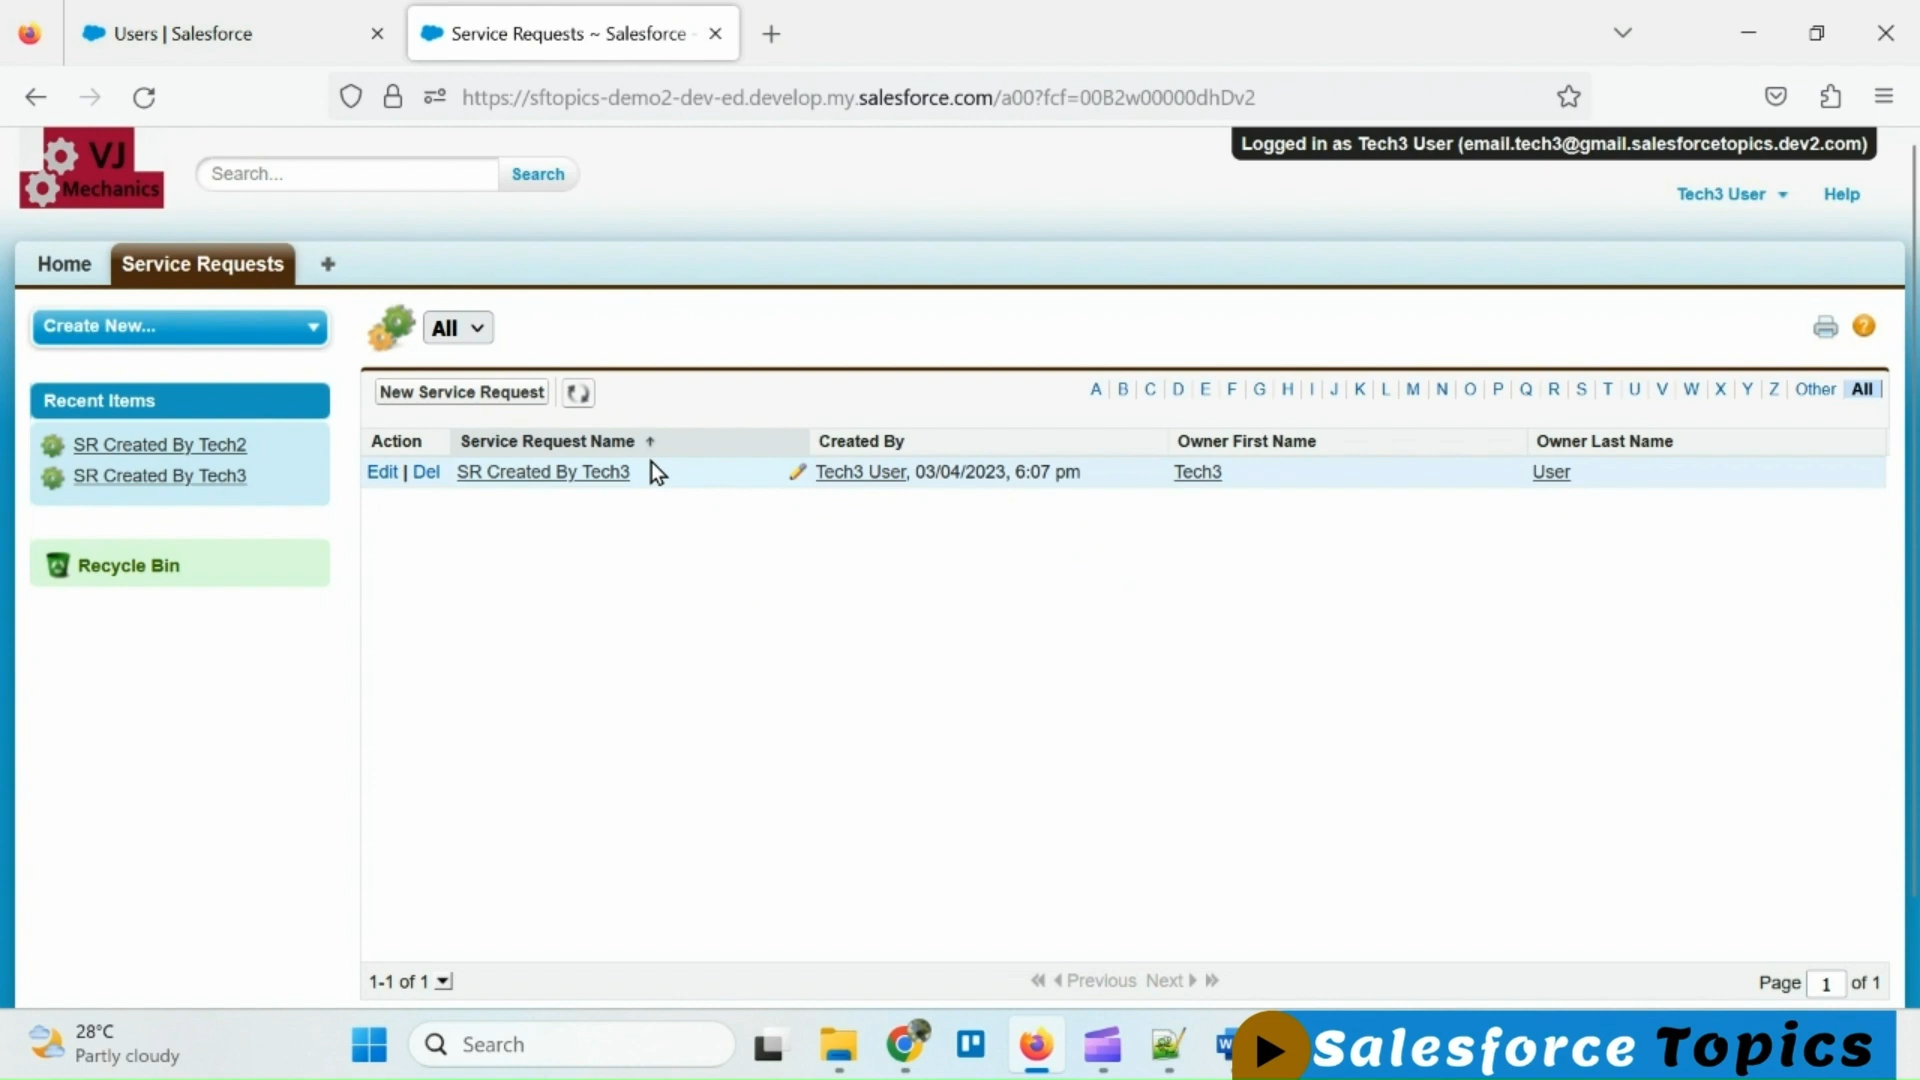 Users | Salesforce
Service Requests ~ Salesforce -
https://sftopics-demo2-dev-ed.develop.my.salesforce.com/a00?fcf=00B2w00000dhDv2
VJ
Mechanics
Search...
Search
Logged in as Tech3 User (email.tech3@gmail.salesforcetopics.dev2.com)
Tech3 User
Help
Home
Service Requests
+
Create New...
All
?
Recent Items
SR Created By Tech2
SR Created By Tech3
Recycle Bin
New Service Request
A | B | C | D | E | F | G | H | I | J | K | L | M | N | O | P | Q | R | S | T | U | V | W | X | Y | Z | Other | All
Action
Service Request Name
Created By
Owner First Name
Owner Last Name
Edit | Del
SR Created By Tech3
Tech3 User, 03/04/2023, 6:07 pm
Tech3
User
1-1 of 1
Previous
Next
Page 1 of 1
28°C
Partly cloudy
Search
W
Salesforce Topics